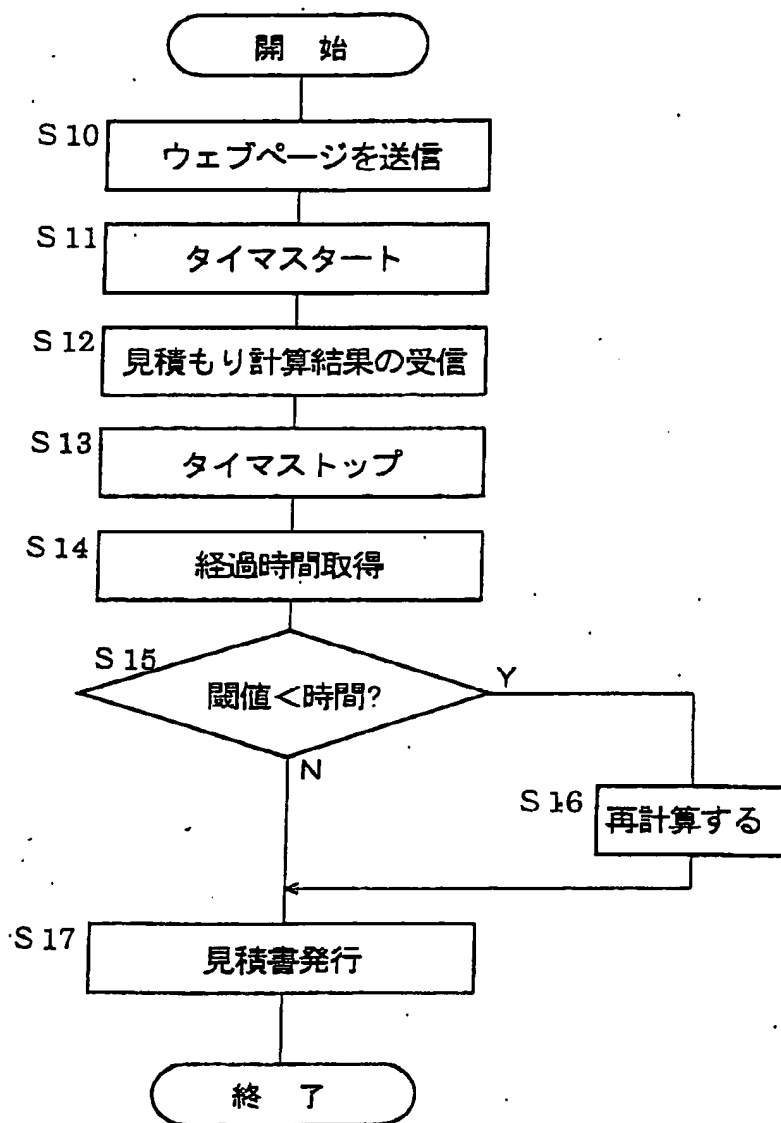 開 始
S10
ウェブページを送信
S11
タイマスタート
S12
見積もり計算結果の受信
S13
タイマストップ
S14
経過時間取得
S15
閾値<時間?
Y
N
S16
再計算する
S17
見積書発行
終 了